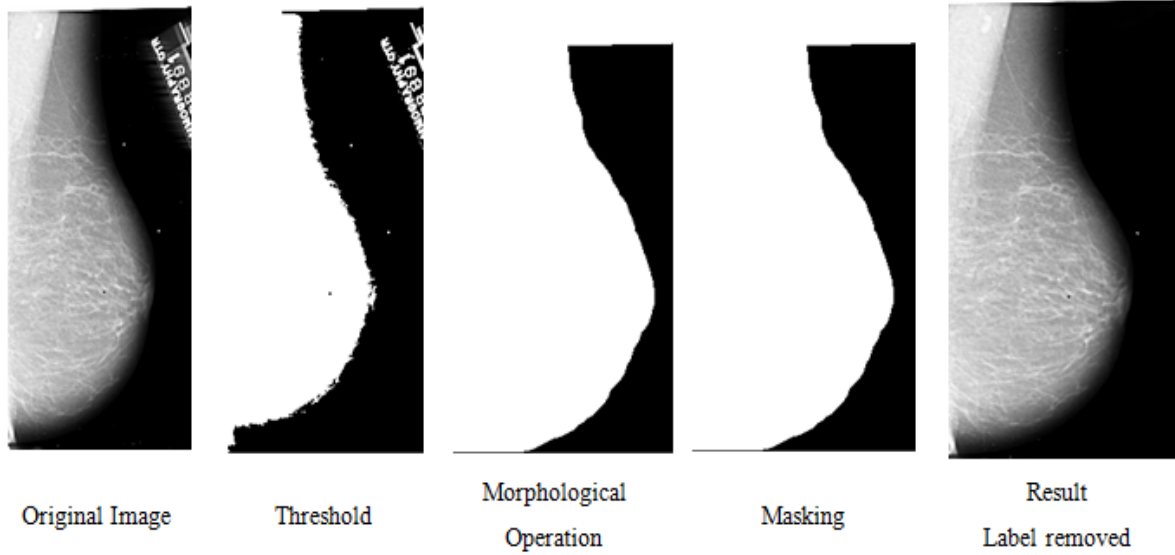 Original Image
Threshold
Morphological
Operation
Masking
Result
Label removed